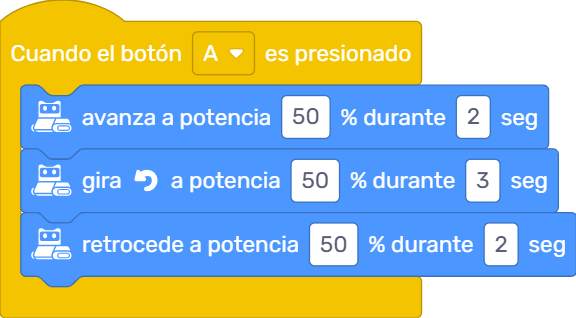 Cuando el botón A es presionado
avanza a potencia 50 % durante 2 seg
gira a potencia 50 % durante 3 seg
retrocede a potencia 50 % durante 2 seg